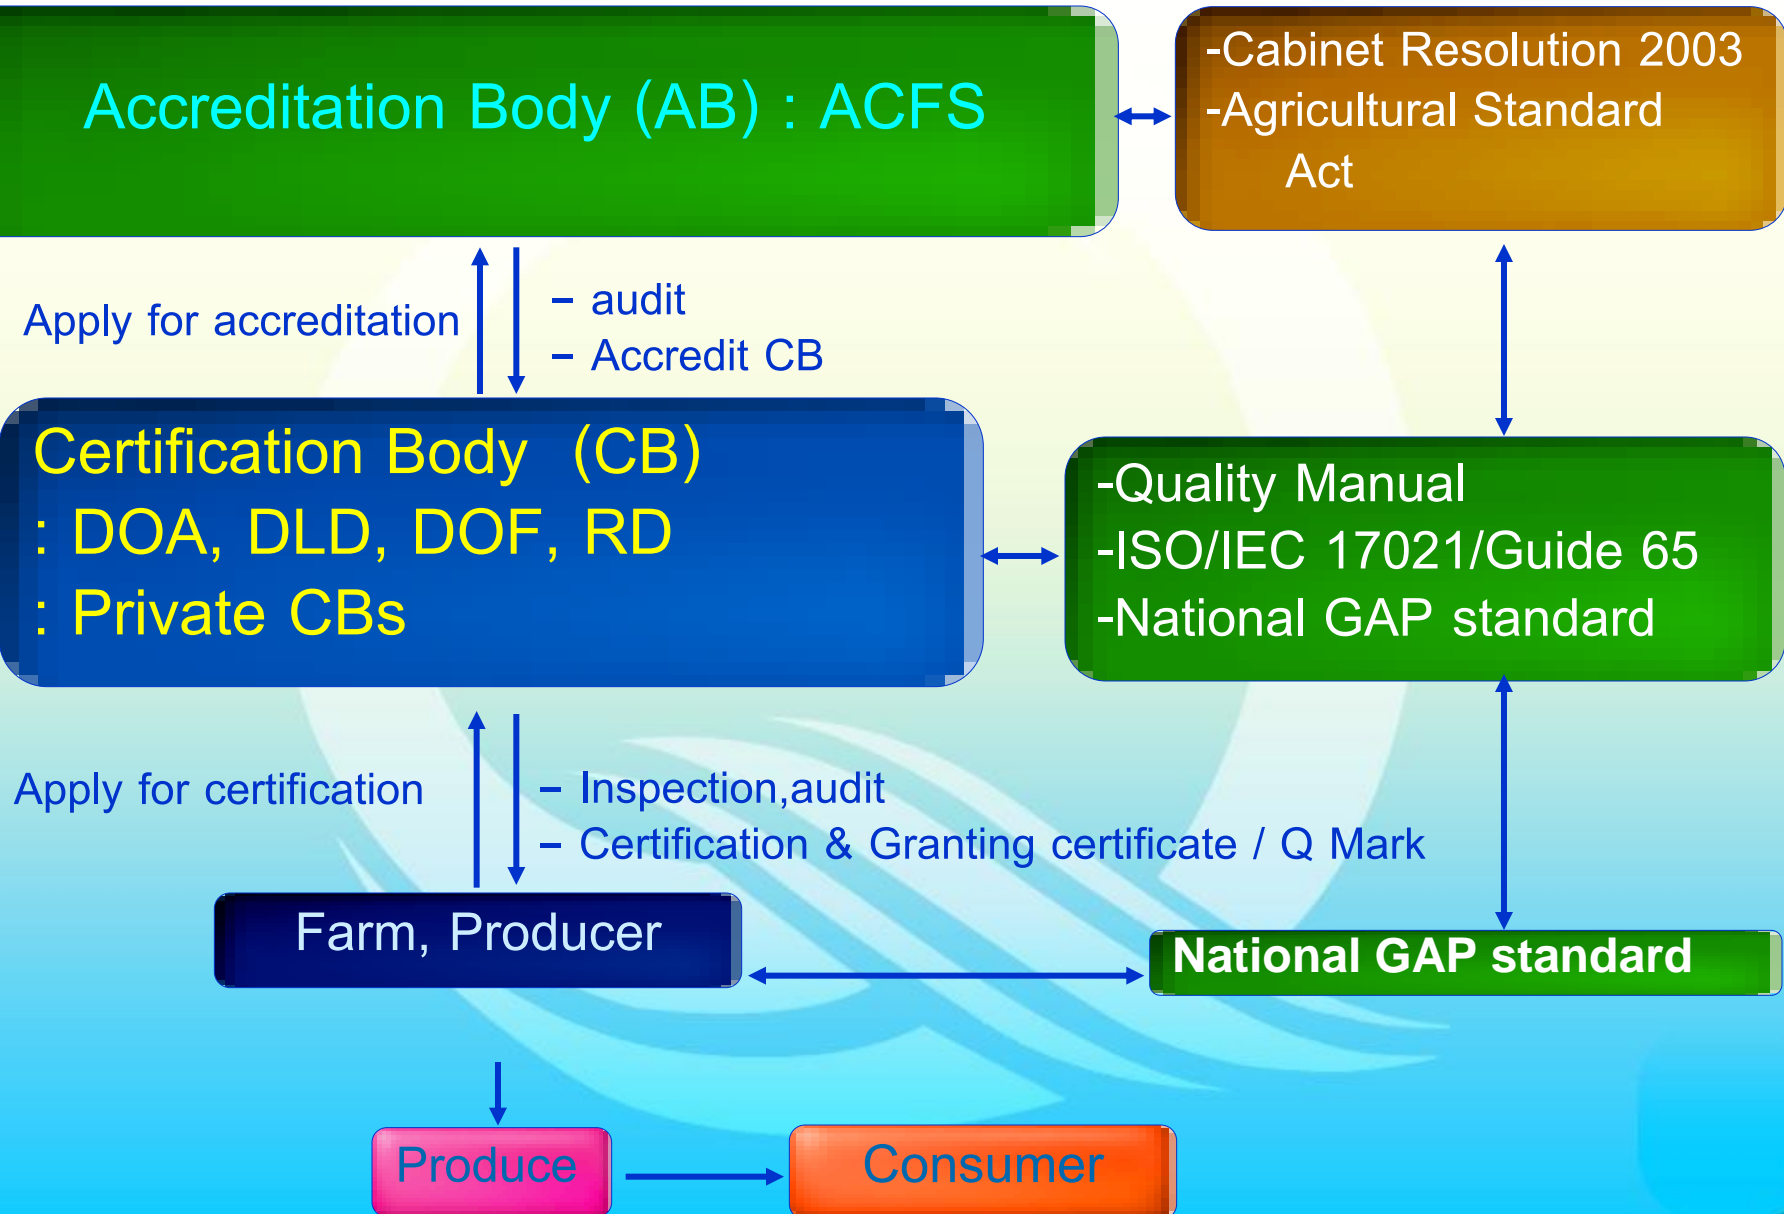 Accreditation Body (AB) : ACFS
-Cabinet Resolution 2003
-Agricultural Standard
Act
Apply for accreditation
– audit
– Accredit CB
Certification Body (CB)
: DOA, DLD, DOF, RD
: Private CBs
-Quality Manual
-ISO/IEC 17021/Guide 65
-National GAP standard
Apply for certification
– Inspection,audit
– Certification & Granting certificate / Q Mark
Farm, Producer
National GAP standard
Produce
Consumer